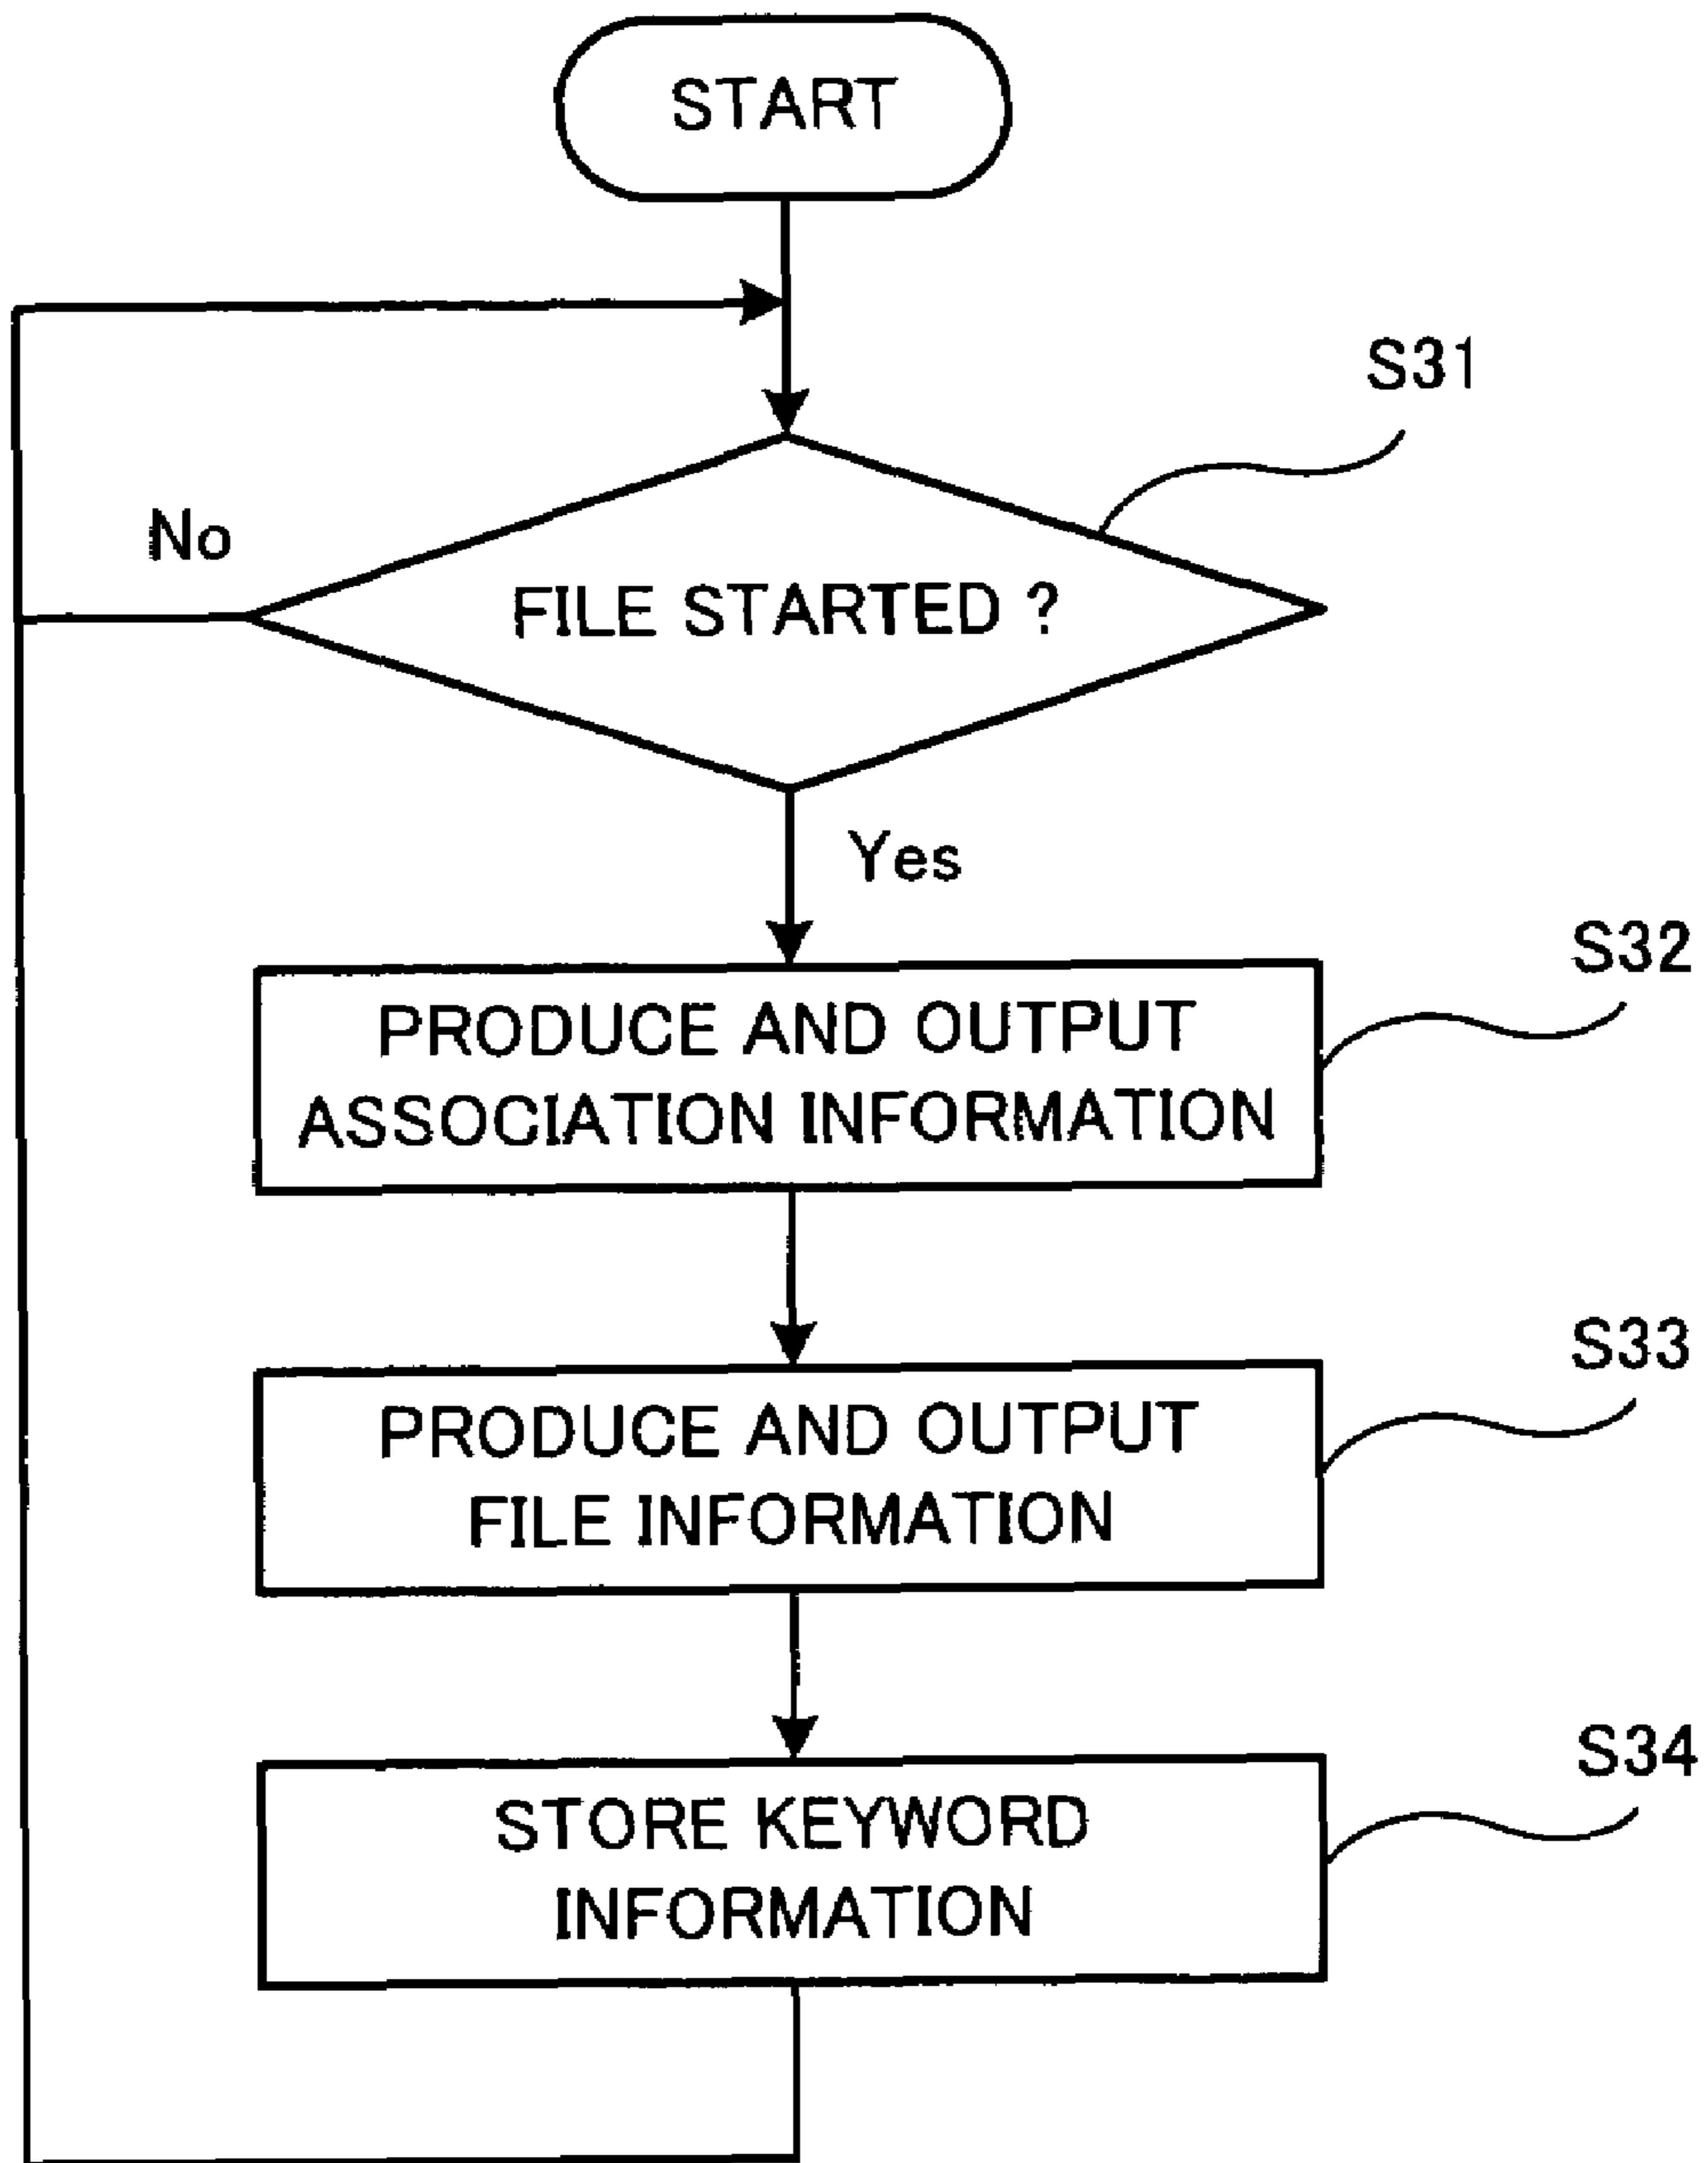 START
S31
No
FILE STARTED ?
Yes
S32
PRODUCE AND OUTPUT
ASSOCIATION INFORMATION
S33
PRODUCE AND OUTPUT
FILE INFORMATION
S34
STORE KEYWORD
INFORMATION